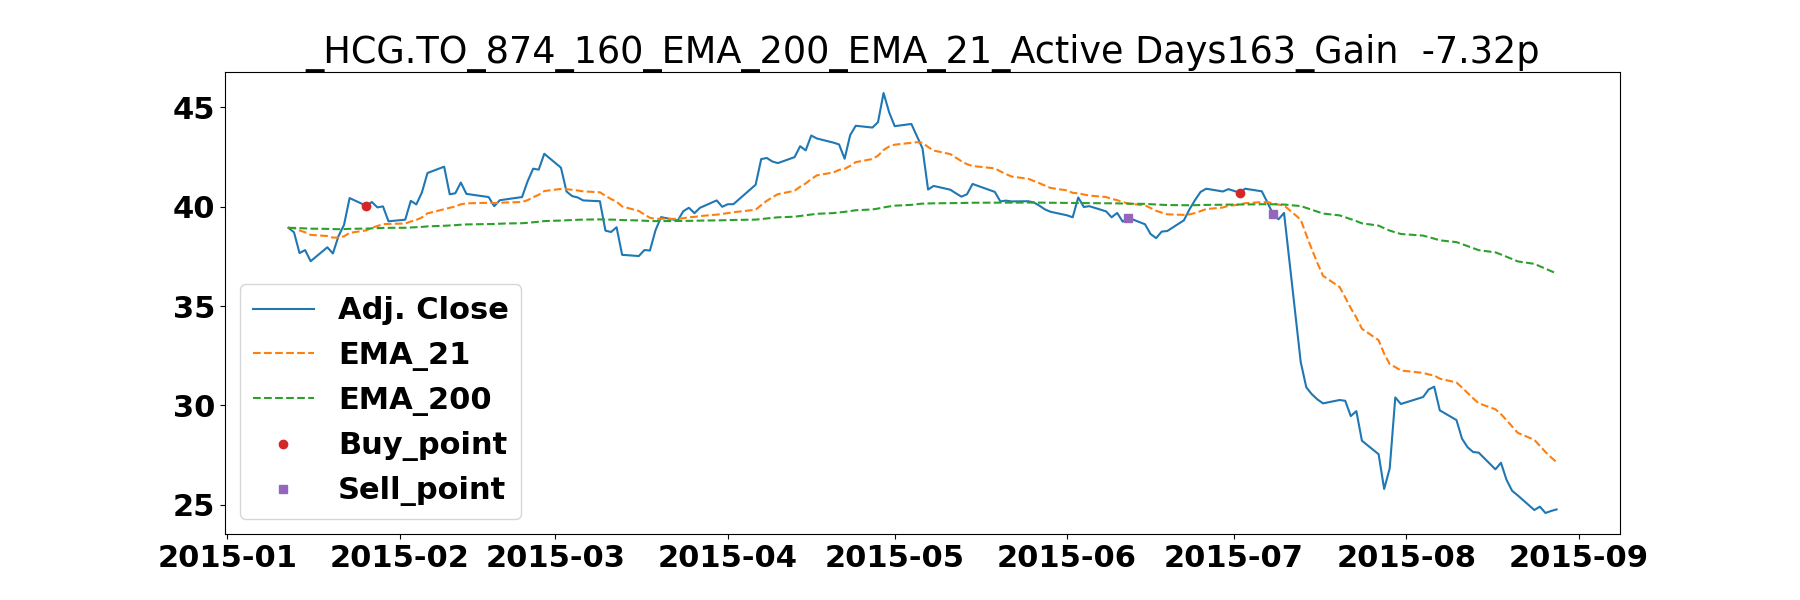 _HCG.TO_874_160_EMA_200_EMA_21_Active Days163_Gain  -7.32p
45
40
35
30
25
Adj. Close
EMA_21
EMA_200
Buy_point
Sell_point
2015-01 2015-02 2015-03 2015-04 2015-05 2015-06 2015-07 2015-08 2015-09